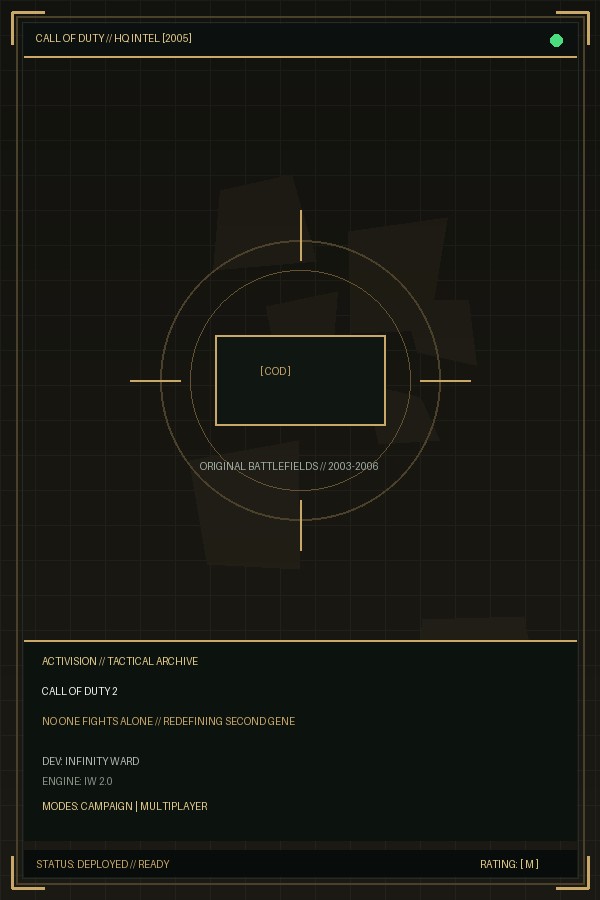 CALL OF DUTY // HQ INTEL [2005]
[COD]
ORIGINAL BATTLEFIELDS // 2003-2006
ACTIVISION // TACTICAL ARCHIVE
CALL OF DUTY 2
NO ONE FIGHTS ALONE // REDEFINING SECOND GENE
DEV: INFINITY WARD
ENGINE: IW 2.0
MODES: CAMPAIGN | MULTIPLAYER
STATUS: DEPLOYED // READY
RATING: [ M ]